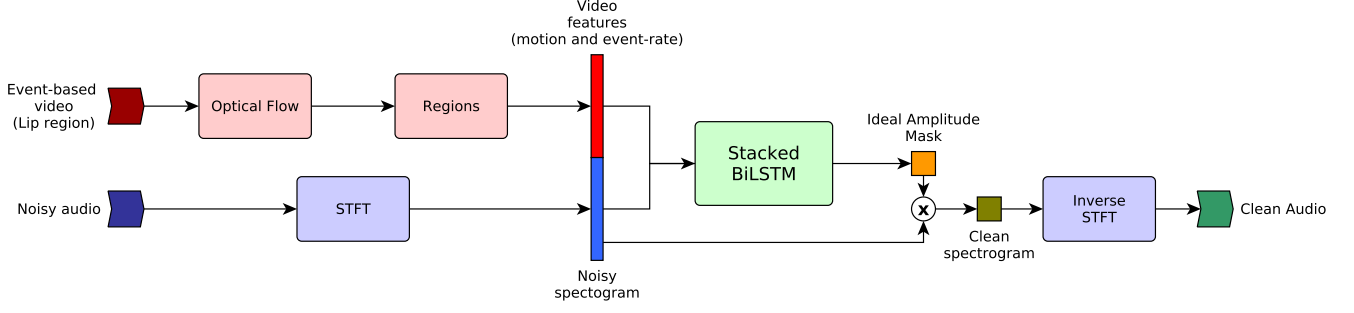 Video
features
(motion and event-rate)
Event-based
video
(Lip region)
Optical Flow
Regions
Ideal Amplitude
Mask
Stacked
BiLSTM
Noisy audio
STFT
x
Inverse
STFT
Clean Audio
Clean
spectrogram
Noisy
spectogram